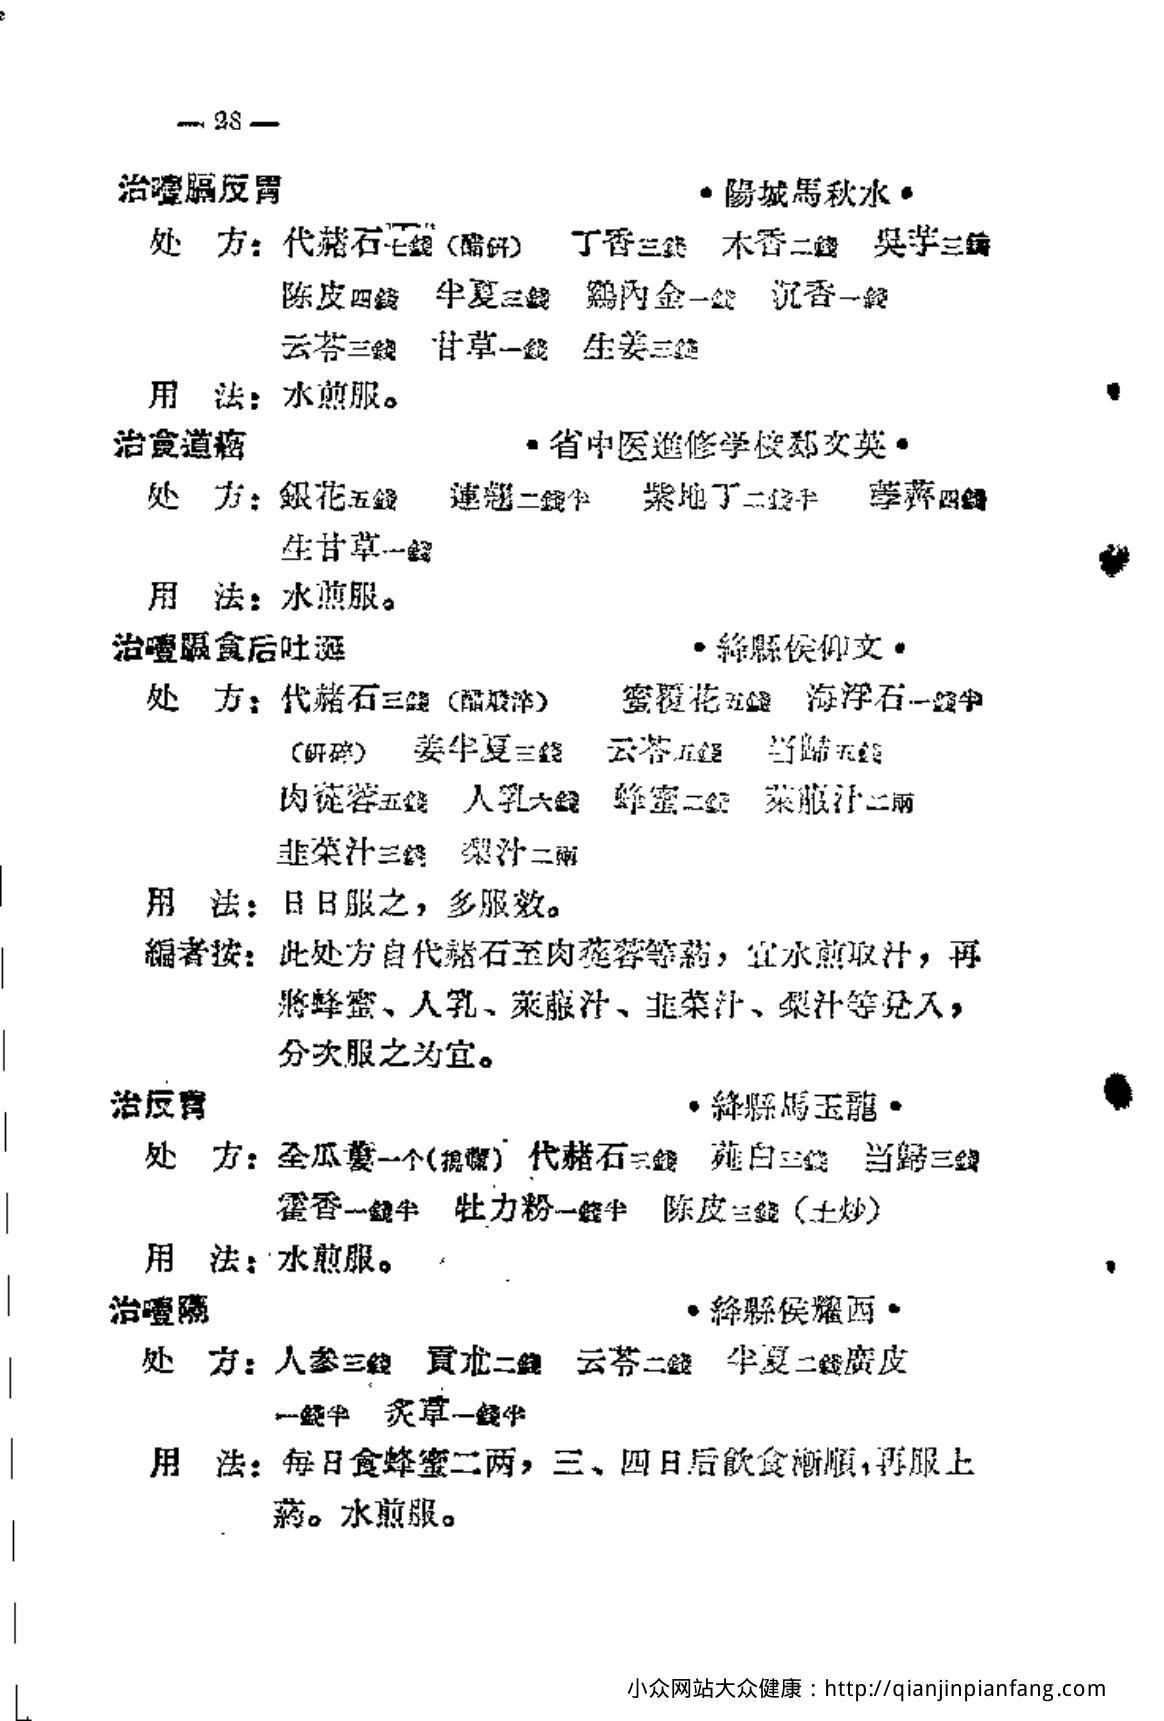 — 28 —
治噎膈反胃 •陽城馬秋水•
处 方：代赭石七錢（醋研） 丁香三錢 木香二錢 吳芋三錢
陈皮四錢 半夏三錢 鷄內金一錢 沉香一錢
云苓三錢 甘草一錢 生姜三錢
用 法：水煎服。
治食道癌 •省中医進修学校郄文英•
处 方：銀花五錢 連翹二錢半 紫地丁二錢半 荸薺四錢
生甘草一錢
用 法：水煎服。
治噎膈食后吐涎 •絳縣侯仰文•
处 方：代赭石三錢（醋煅淬） 蜜覆花五錢 海浮石一錢半
（研碎） 姜半夏三錢 云苓五錢 当歸五錢
肉蓯蓉五錢 人乳六錢 蜂蜜二錢 萊菔汁二兩
韭菜汁三錢 梨汁二兩
用 法：日日服之，多服效。
編者按：此处方自代赭石至肉蓯蓉等葯，宜水煎取汁，再
將蜂蜜、人乳、萊菔汁、韭菜汁、梨汁等兌入，
分次服之为宜。
治反胃 •絳縣馬玉龍•
处 方：全瓜蔞一个（搗爛） 代赭石三錢 薤白三錢 当歸三錢
霍香一錢半 牡力粉一錢半 陈皮三錢（土炒）
用 法：水煎服。
治噎膈 •絳縣侯耀西•
处 方：人参三錢 貢朮二錢 云苓二錢 半夏二錢 廣皮
一錢半 炙草一錢半
用 法：每日食蜂蜜二两，三、四日后飲食漸順，再服上
葯。水煎服。
小众网站大众健康：http://qianjinpianfang.com